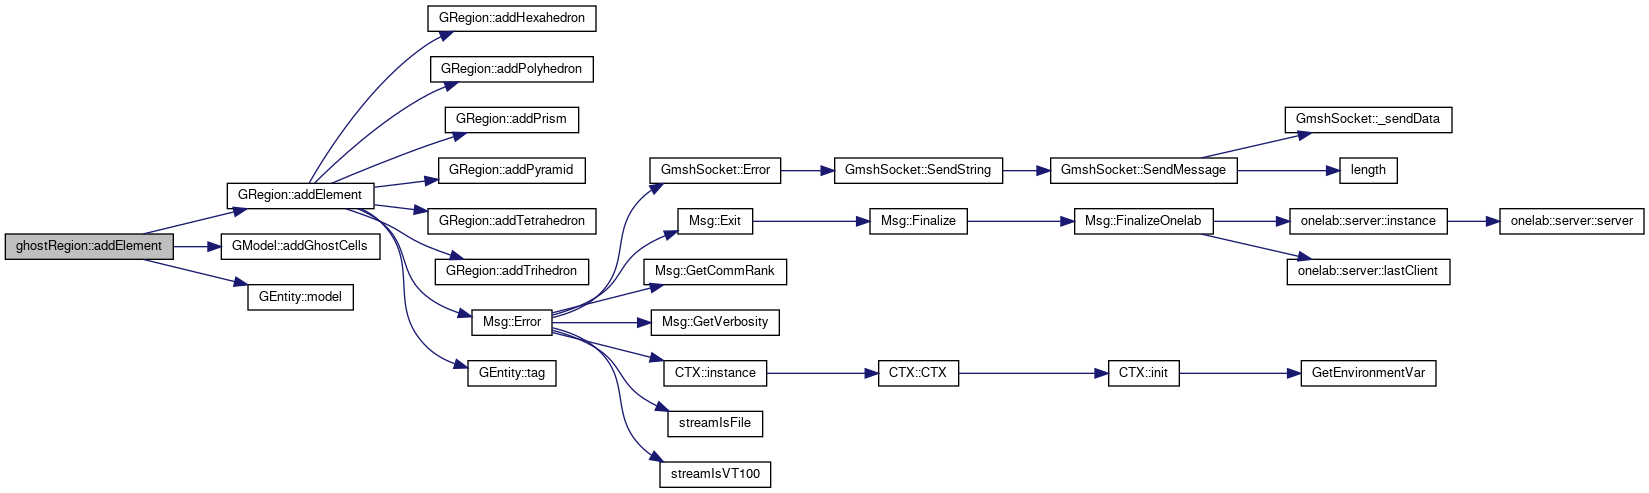 GRegion::addHexahedron
GRegion::addPolyhedron
GRegion::addPrism
GmshSocket::_sendData
GRegion::addPyramid
GmshSocket::Error
GmshSocket::SendString
GmshSocket::SendMessage
length
GRegion::addElement
GRegion::addTetrahedron
Msg::Exit
Msg::Finalize
Msg::FinalizeOnelab
onelab::server::instance
onelab::server::server
ghostRegion::addElement
GModel::addGhostCells
GRegion::addTrihedron
Msg::GetCommRank
onelab::server::lastClient
GEntity::model
Msg::Error
Msg::GetVerbosity
GEntity::tag
CTX::instance
CTX::CTX
CTX::init
GetEnvironmentVar
streamIsFile
streamIsVT100